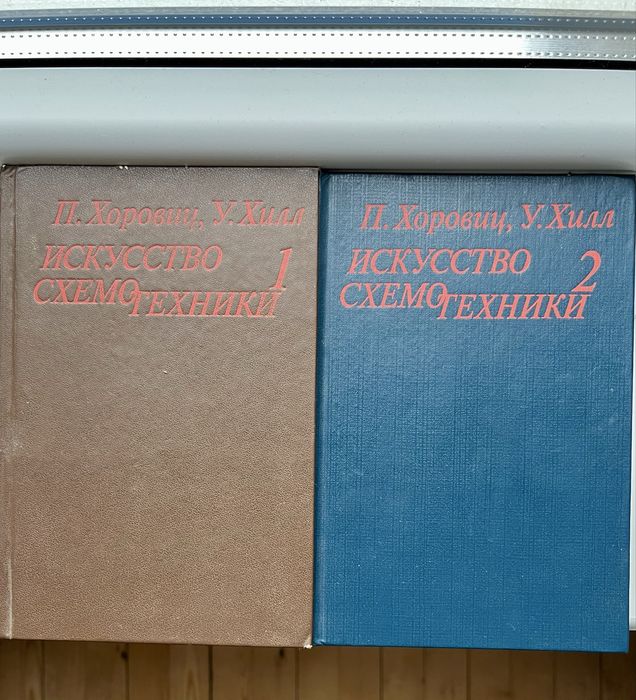 П. Хоровиц, У. Хилл
ИСКУССТВО 1
СХЕМОТЕХНИКИ
П. Хоровиц, У. Хилл
ИСКУССТВО 2
СХЕМОТЕХНИКИ